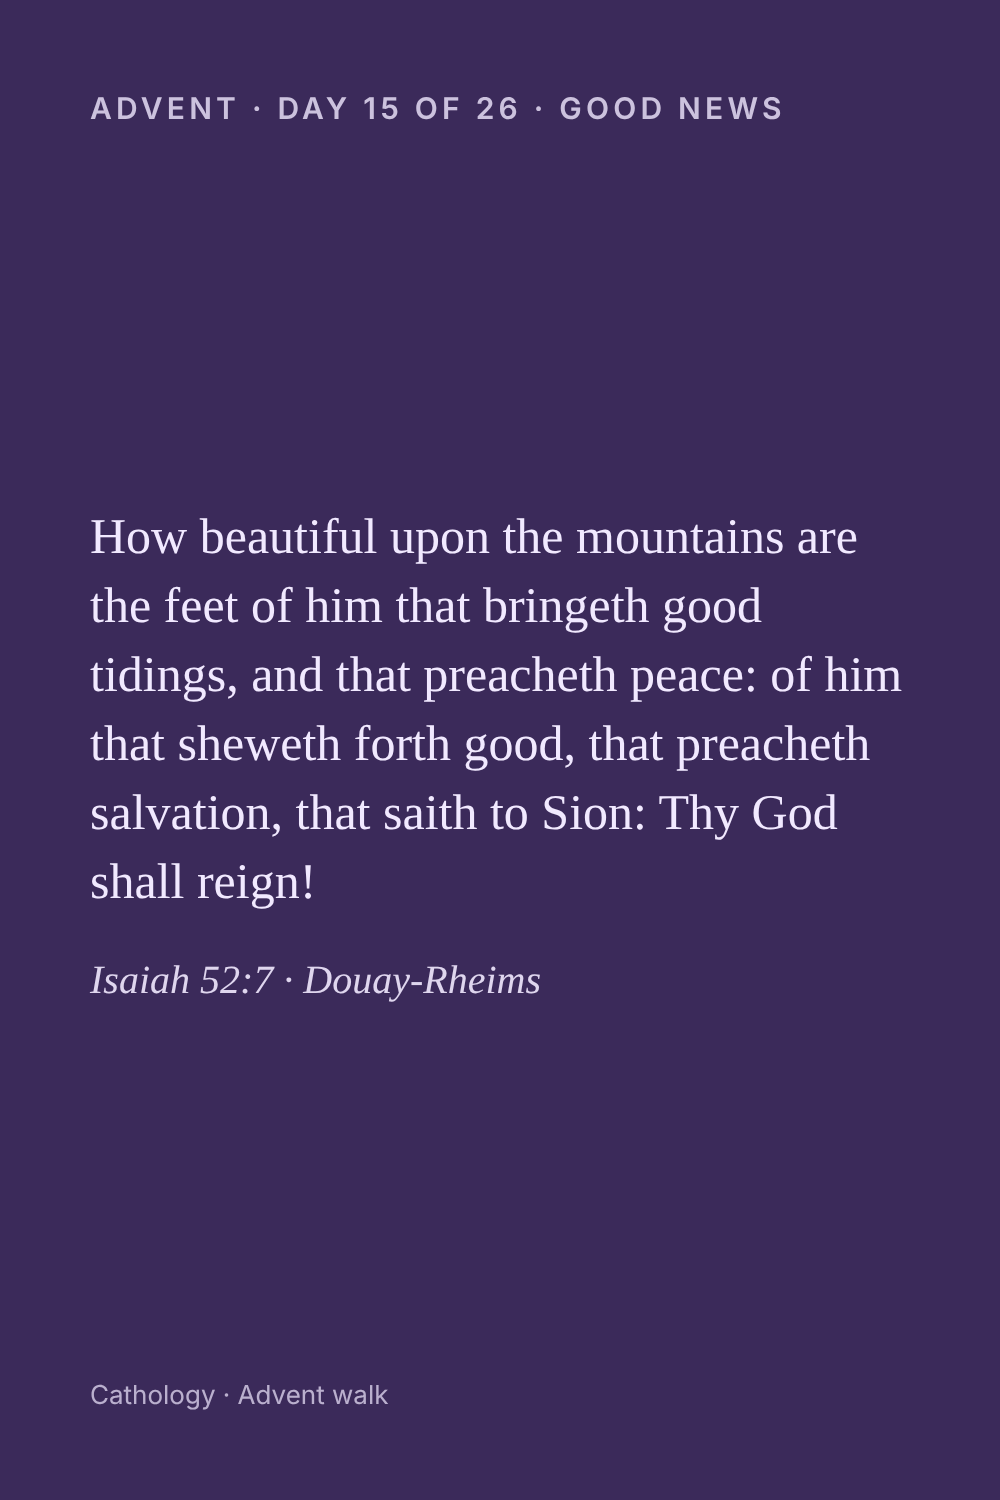 ADVENT · DAY 15 OF 26 · GOOD NEWS
How beautiful upon the mountains are
the feet of him that bringeth good
tidings, and that preacheth peace: of him
that sheweth forth good, that preacheth
salvation, that saith to Sion: Thy God
shall reign!
Isaiah 52:7 · Douay-Rheims
Cathology · Advent walk